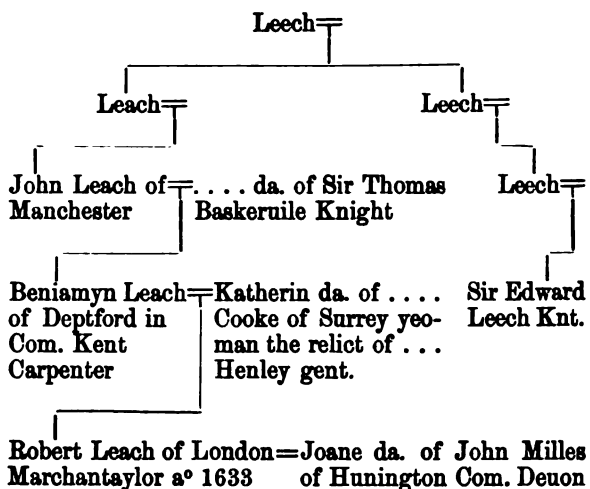 Leech
Leach Leech
John Leach of . . . . da. of Sir Thomas Leech
Manchester Baskeruile Knight
Beniamyn Leach Katherin da. of . . . . Sir Edward
of Deptford in Cooke of Surrey yeo- Leech Knt.
Com. Kent man the relict of . . .
Carpenter Henley gent.
Robert Leach of London=Joane da. of John Milles
Marchantaylor aº 1633 of Hunington Com. Deuon